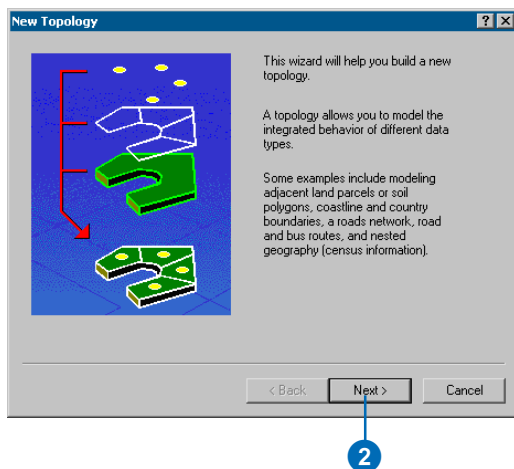 New Topology
This wizard will help you build a new
topology.
A topology allows you to model the
integrated behavior of different data
types.
Some examples include modeling
adjacent land parcels or soil
polygons, coastline and country
boundaries, a roads network, road
and bus routes, and nested
geography (census information).
< Back
Next >
Cancel
2